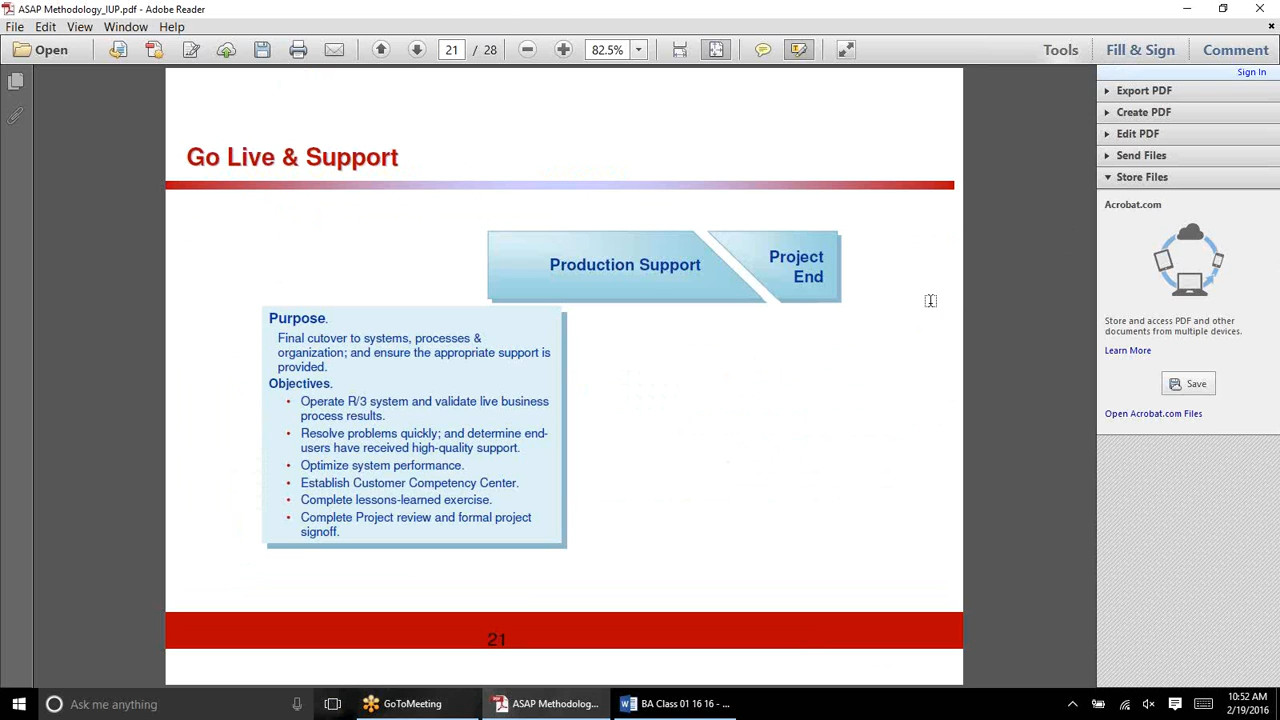 ASAP Methodology_IUP.pdf - Adobe Reader
File Edit View Window Help
Open 21 / 28 82.5% Tools Fill & Sign Comment
Sign In
Export PDF
Create PDF
Edit PDF
Send Files
Store Files
Acrobat.com
Store and access PDF and other
documents from multiple devices.
Learn More
Save
Open Acrobat.com Files
Go Live & Support
Production Support
Project
End
Purpose.
Final cutover to systems, processes &
organization; and ensure the appropriate support is
provided.
Objectives.
• Operate R/3 system and validate live business
process results.
• Resolve problems quickly; and determine end-
users have received high-quality support.
• Optimize system performance.
• Establish Customer Competency Center.
• Complete lessons-learned exercise.
• Complete Project review and formal project
signoff.
21
Ask me anything GoToMeeting ASAP Methodolog... BA Class 01 16 16 - ... 10:52 AM
2/19/2016